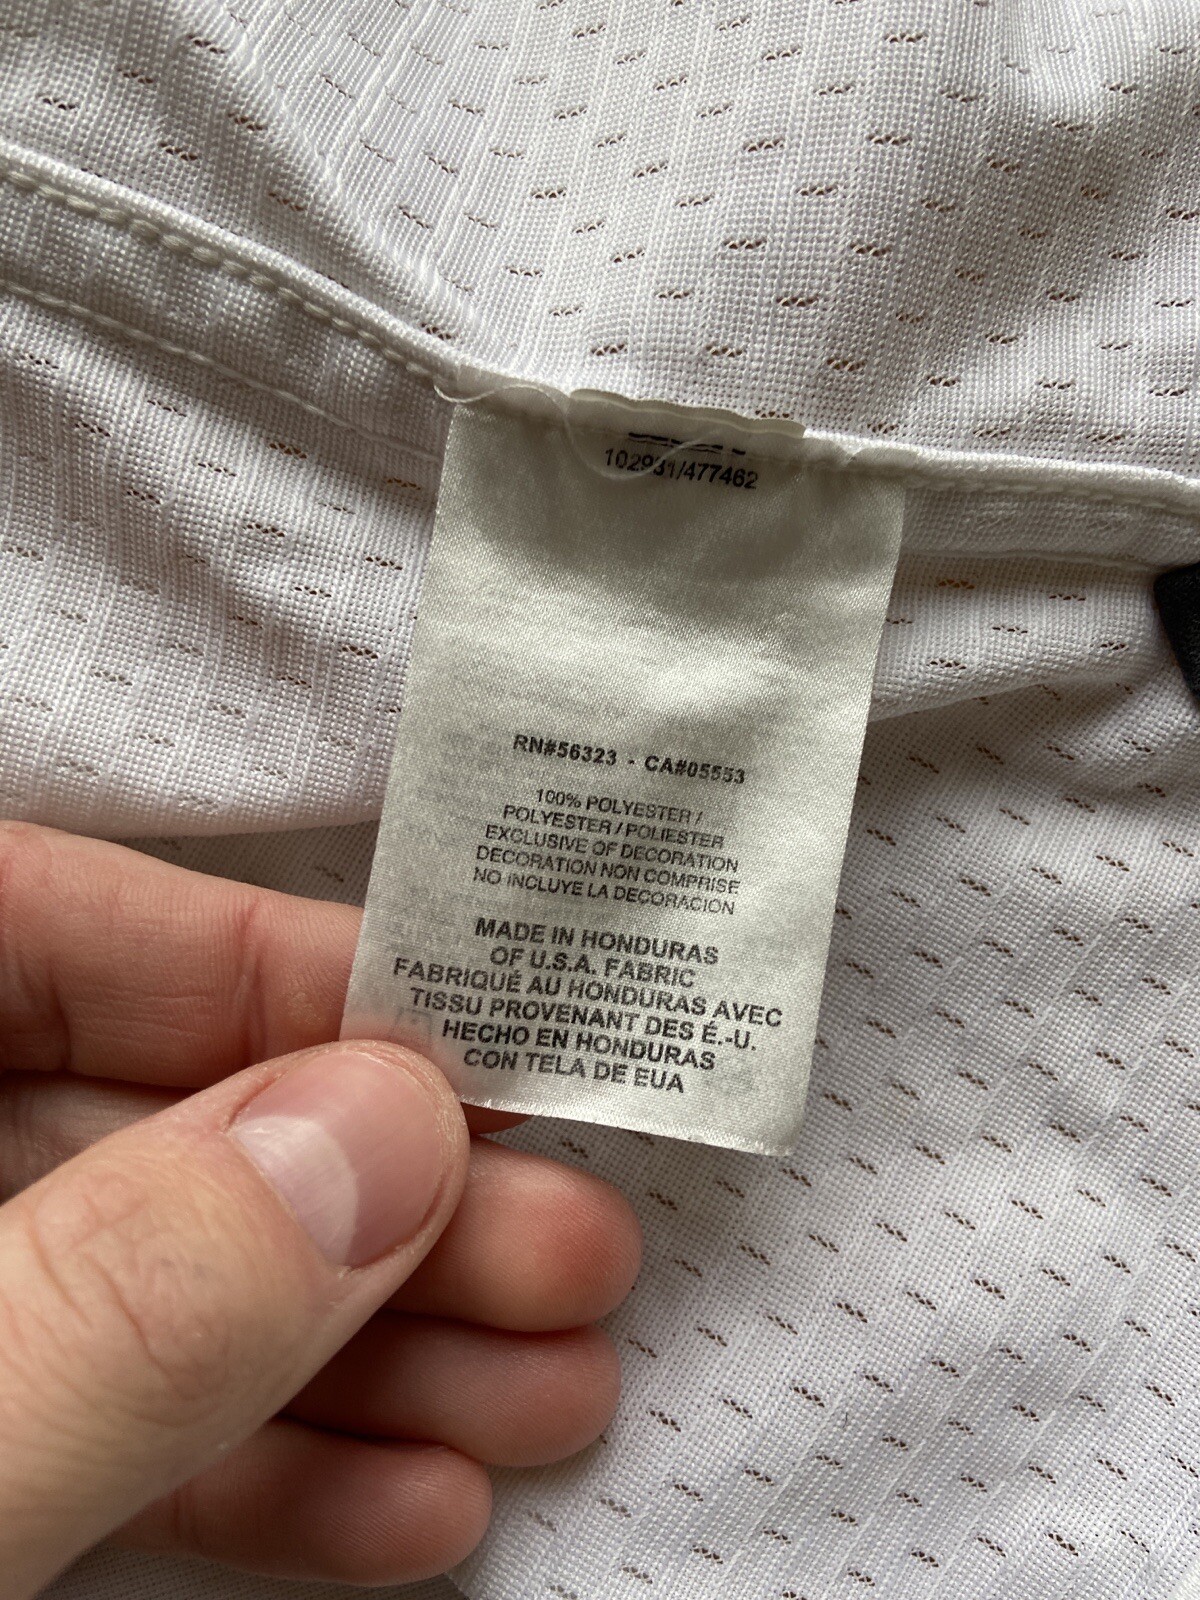 102931/477462
RN#56323 - CA#05553
100% POLYESTER /
POLYESTER / POLIESTER
EXCLUSIVE OF DECORATION
DECORATION NON COMPRISE
NO INCLUYE LA DECORACION
MADE IN HONDURAS
OF U.S.A. FABRIC
FABRIQUÉ AU HONDURAS AVEC
TISSU PROVENANT DES É.-U.
HECHO EN HONDURAS
CON TELA DE EUA